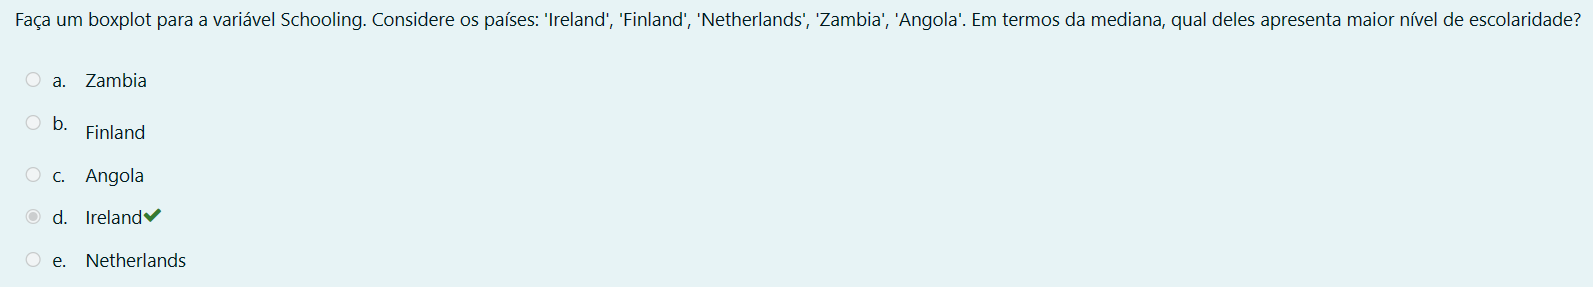 Faça um boxplot para a variável Schooling. Considere os países: 'Ireland', 'Finland', 'Netherlands', 'Zambia', 'Angola'. Em termos da mediana, qual deles apresenta maior nível de escolaridade?
a. Zambia
b. Finland
c. Angola
d. Ireland
e. Netherlands